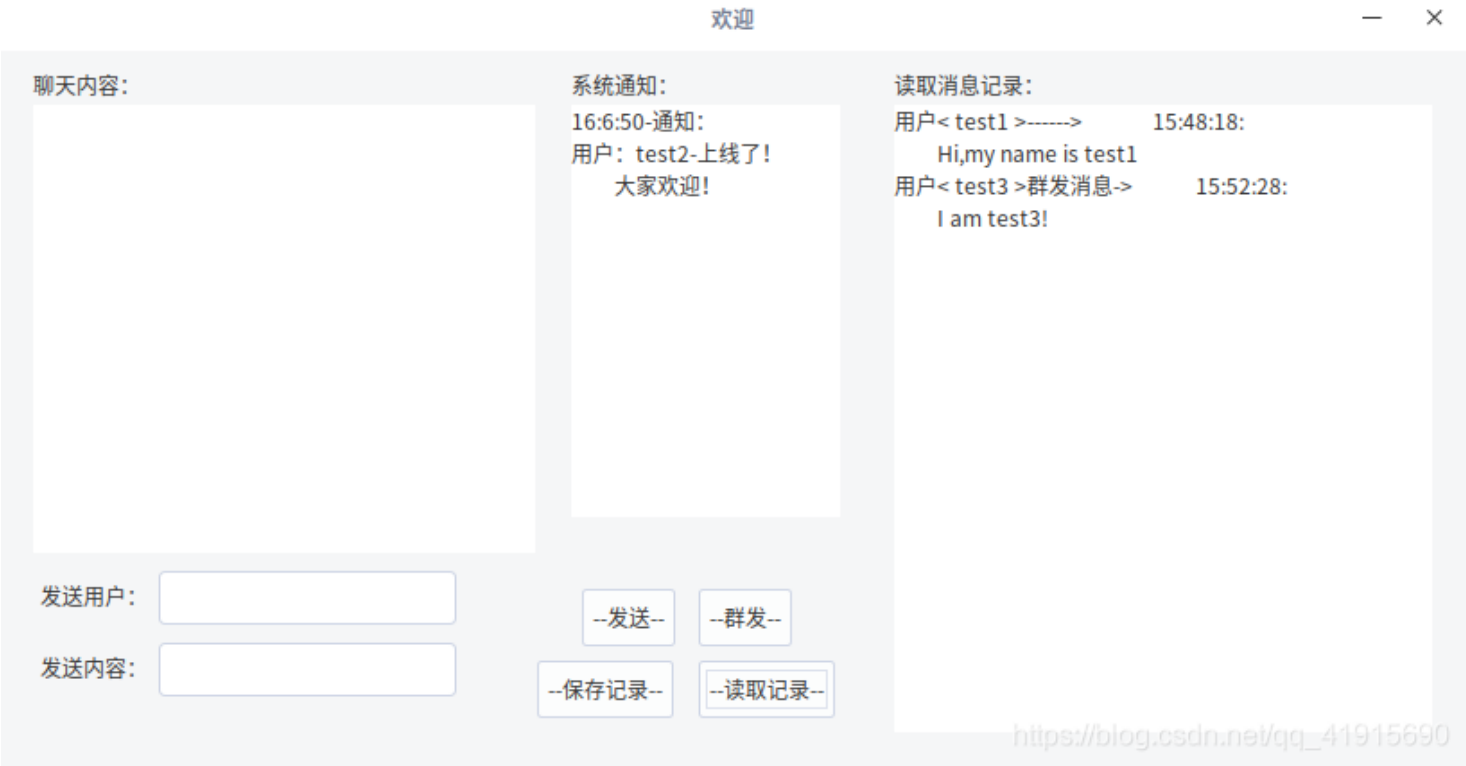 欢迎
聊天内容：
系统通知：
16:6:50-通知：
用户：test2-上线了！
大家欢迎！
读取消息记录：
用户< test1 >------> 15:48:18:
Hi,my name is test1
用户< test3 >群发消息-> 15:52:28:
I am test3!
发送用户：
发送内容：
--发送--
--群发--
--保存记录--
--读取记录--
https://blog.csdn.net/qq_41915690